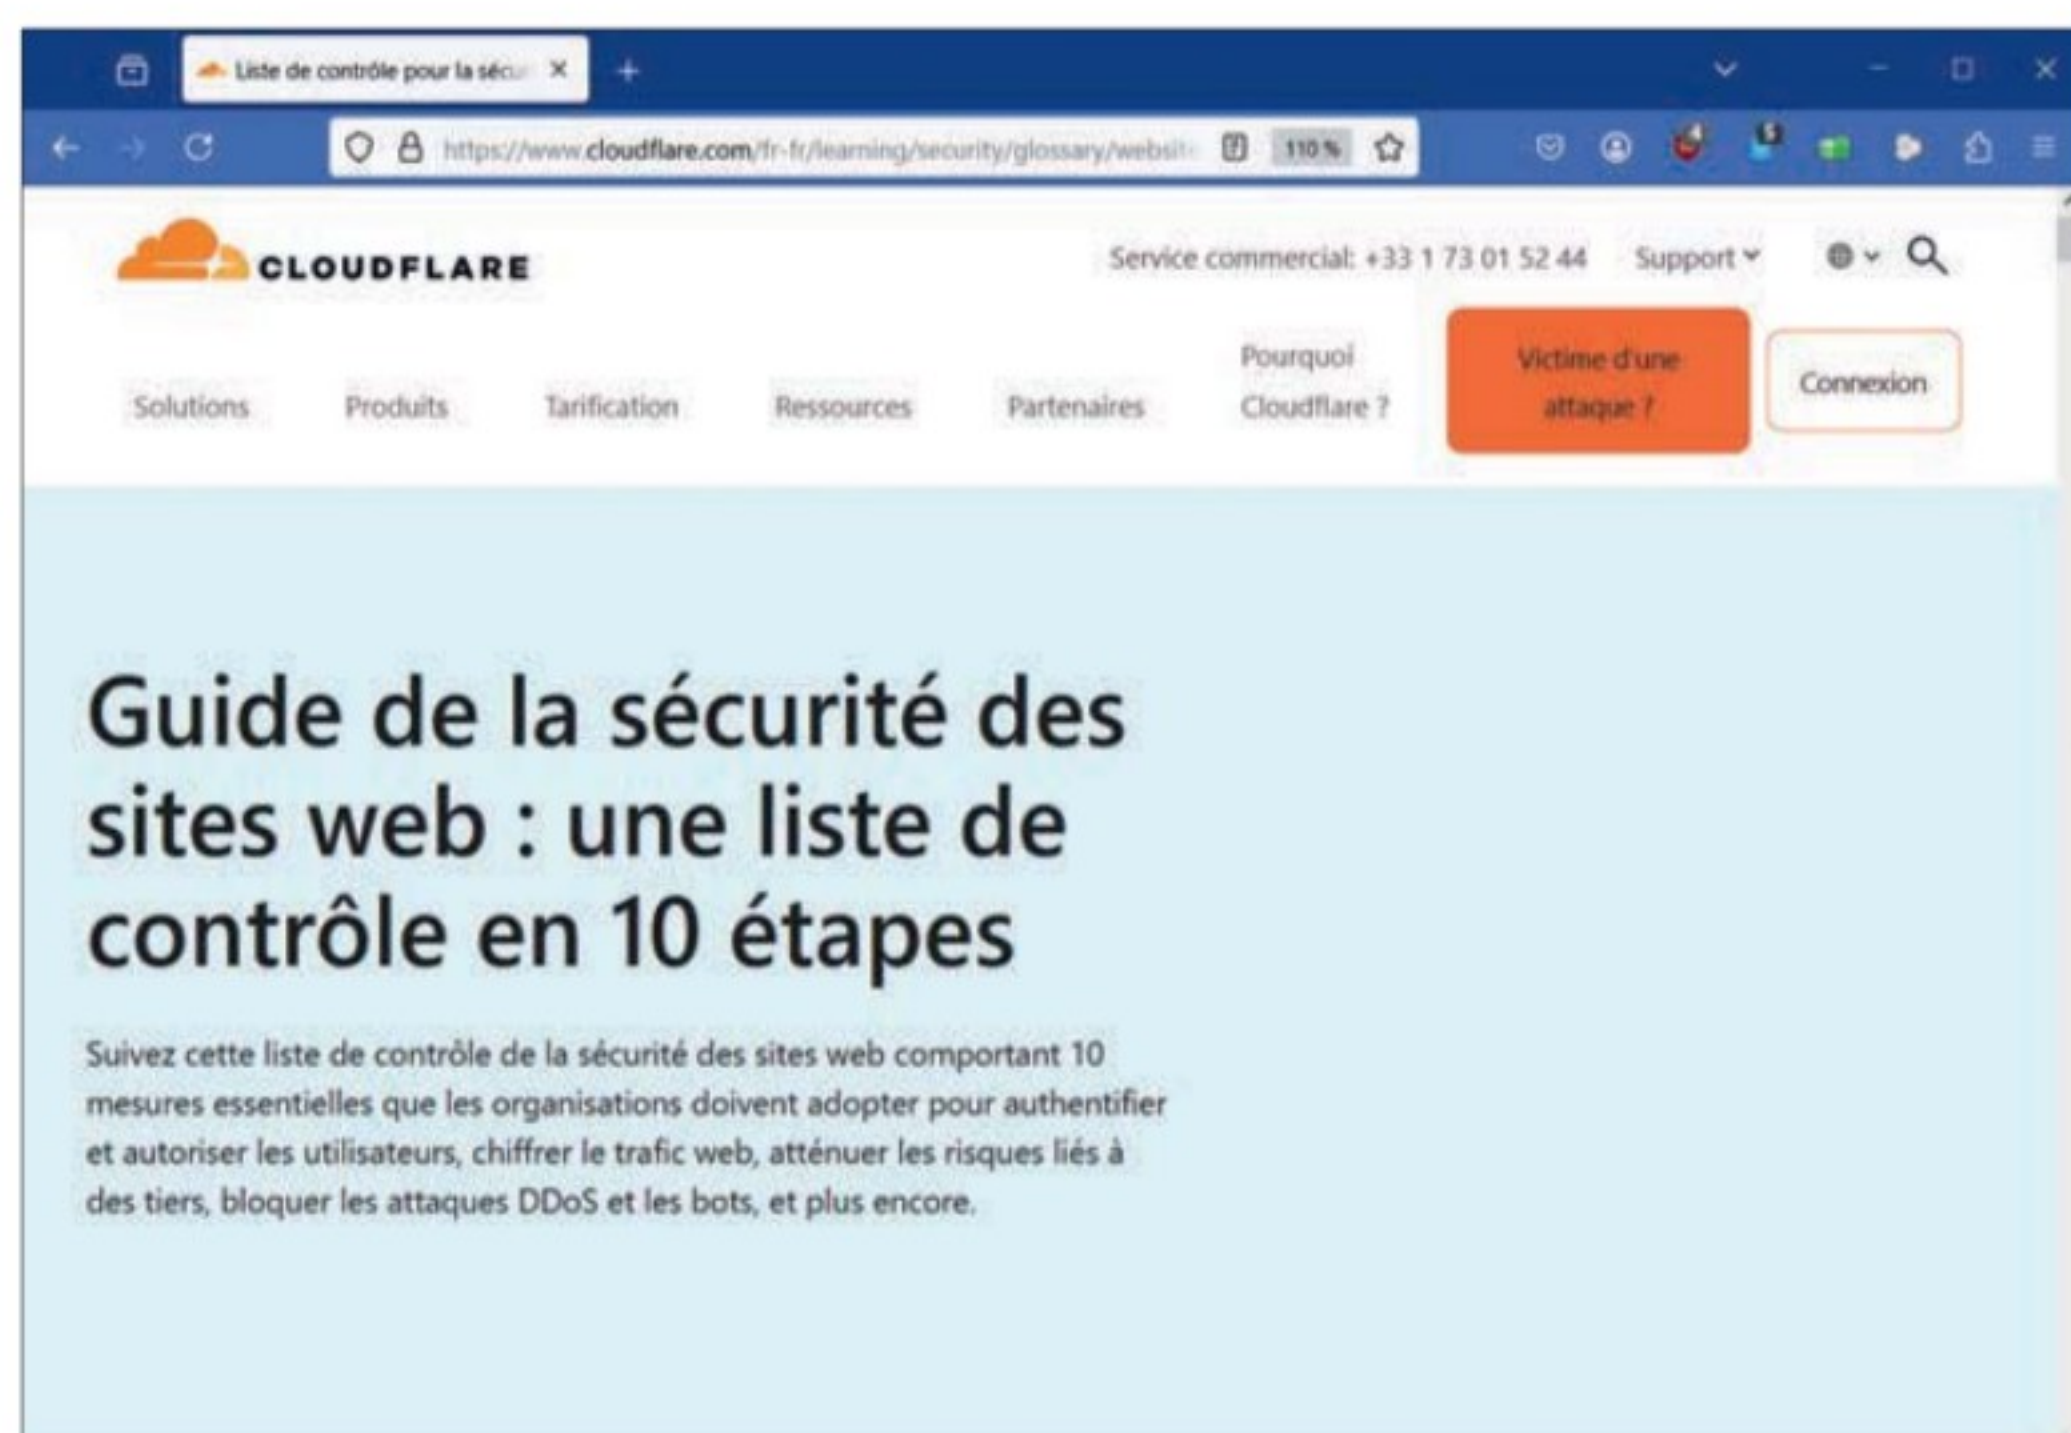 Liste de contrôle pour la sécu
https://www.cloudflare.com/fr-fr/learning/security/glossary/websit
110 %
4
5
CLOUDFLARE
Service commercial: +33 1 73 01 52 44
Support
Solutions
Produits
Tarification
Ressources
Partenaires
Pourquoi
Cloudflare ?
Victime d'une
attaque ?
Connexion
Guide de la sécurité des
sites web : une liste de
contrôle en 10 étapes
Suivez cette liste de contrôle de la sécurité des sites web comportant 10
mesures essentielles que les organisations doivent adopter pour authentifier
et autoriser les utilisateurs, chiffrer le trafic web, atténuer les risques liés à
des tiers, bloquer les attaques DDoS et les bots, et plus encore.